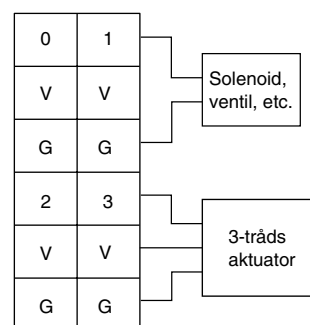 0 1
V V
G G
2 3
V V
G G
Solenoid,
ventil, etc.
3-tråds
aktuator